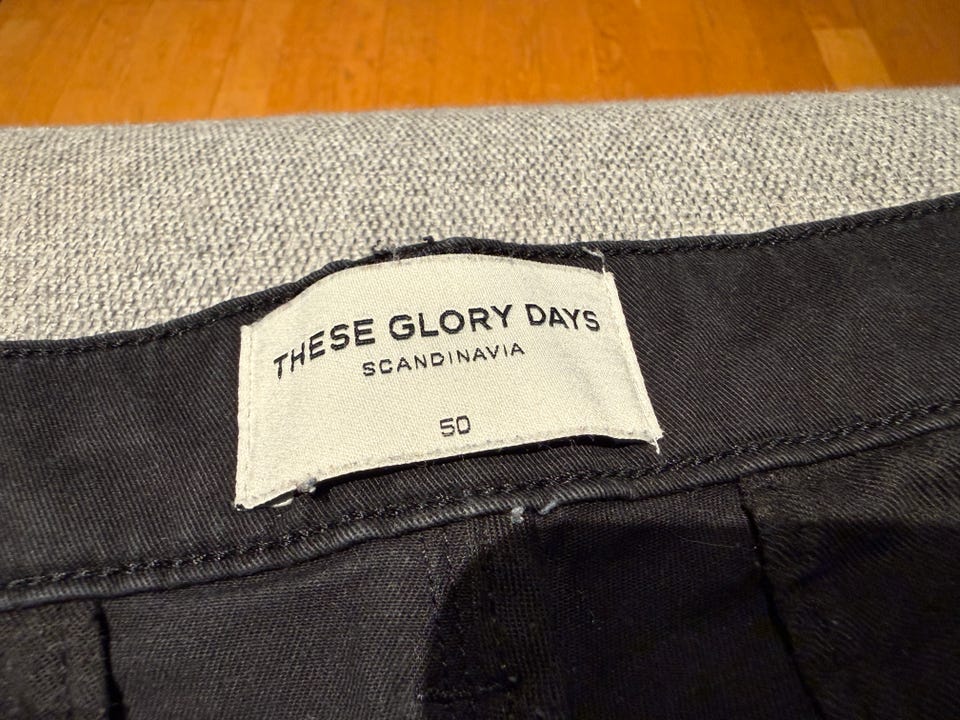 THESE GLORY DAYS
SCANDINAVIA
50